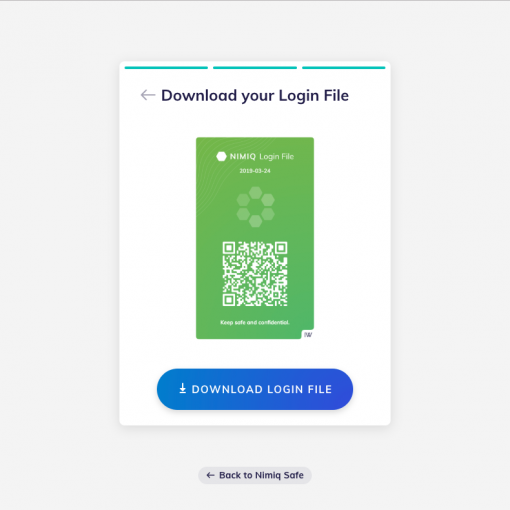 Download your Login File
NIMIQ Login File
2019-03-24
Keep safe and confidential.
IW
DOWNLOAD LOGIN FILE
Back to Nimiq Safe